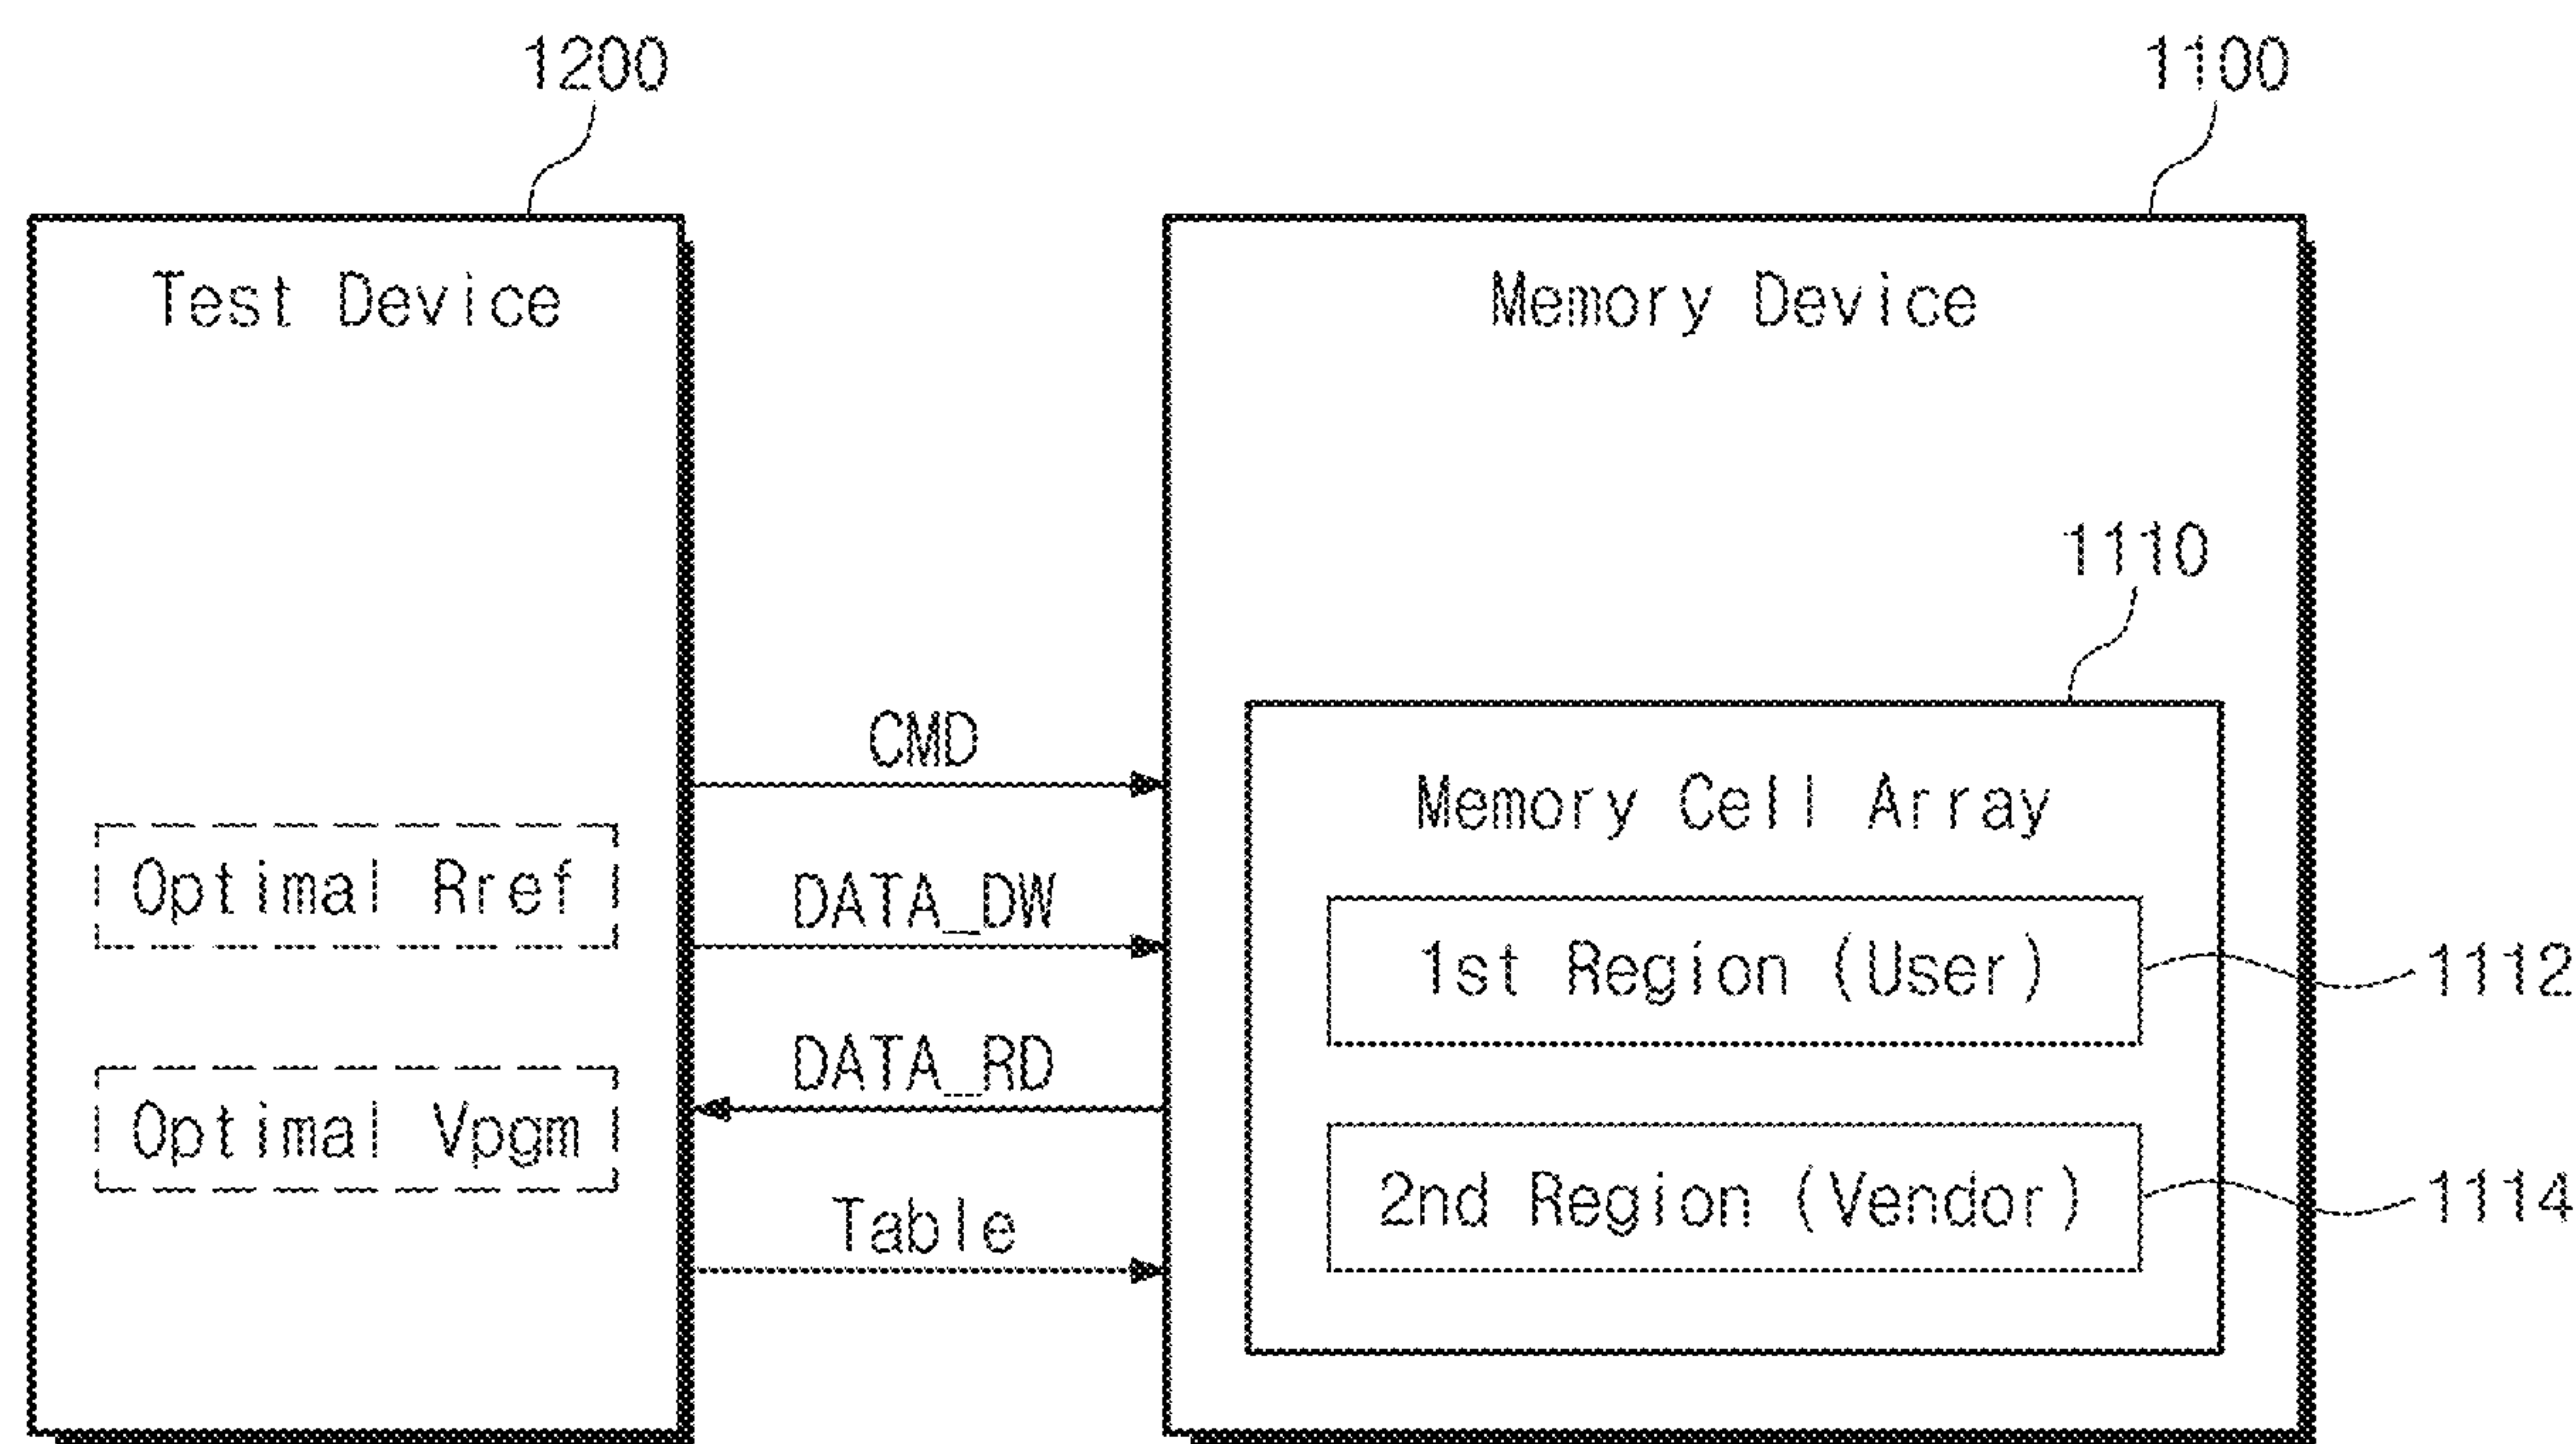 1200
1100
Test Device
Memory Device
1110
CMD
Memory Cell Array
Optimal Rref
DATA_DW
1st Region (User)
1112
DATA_RD
Optimal Vpgm
2nd Region (Vendor)
1114
Table